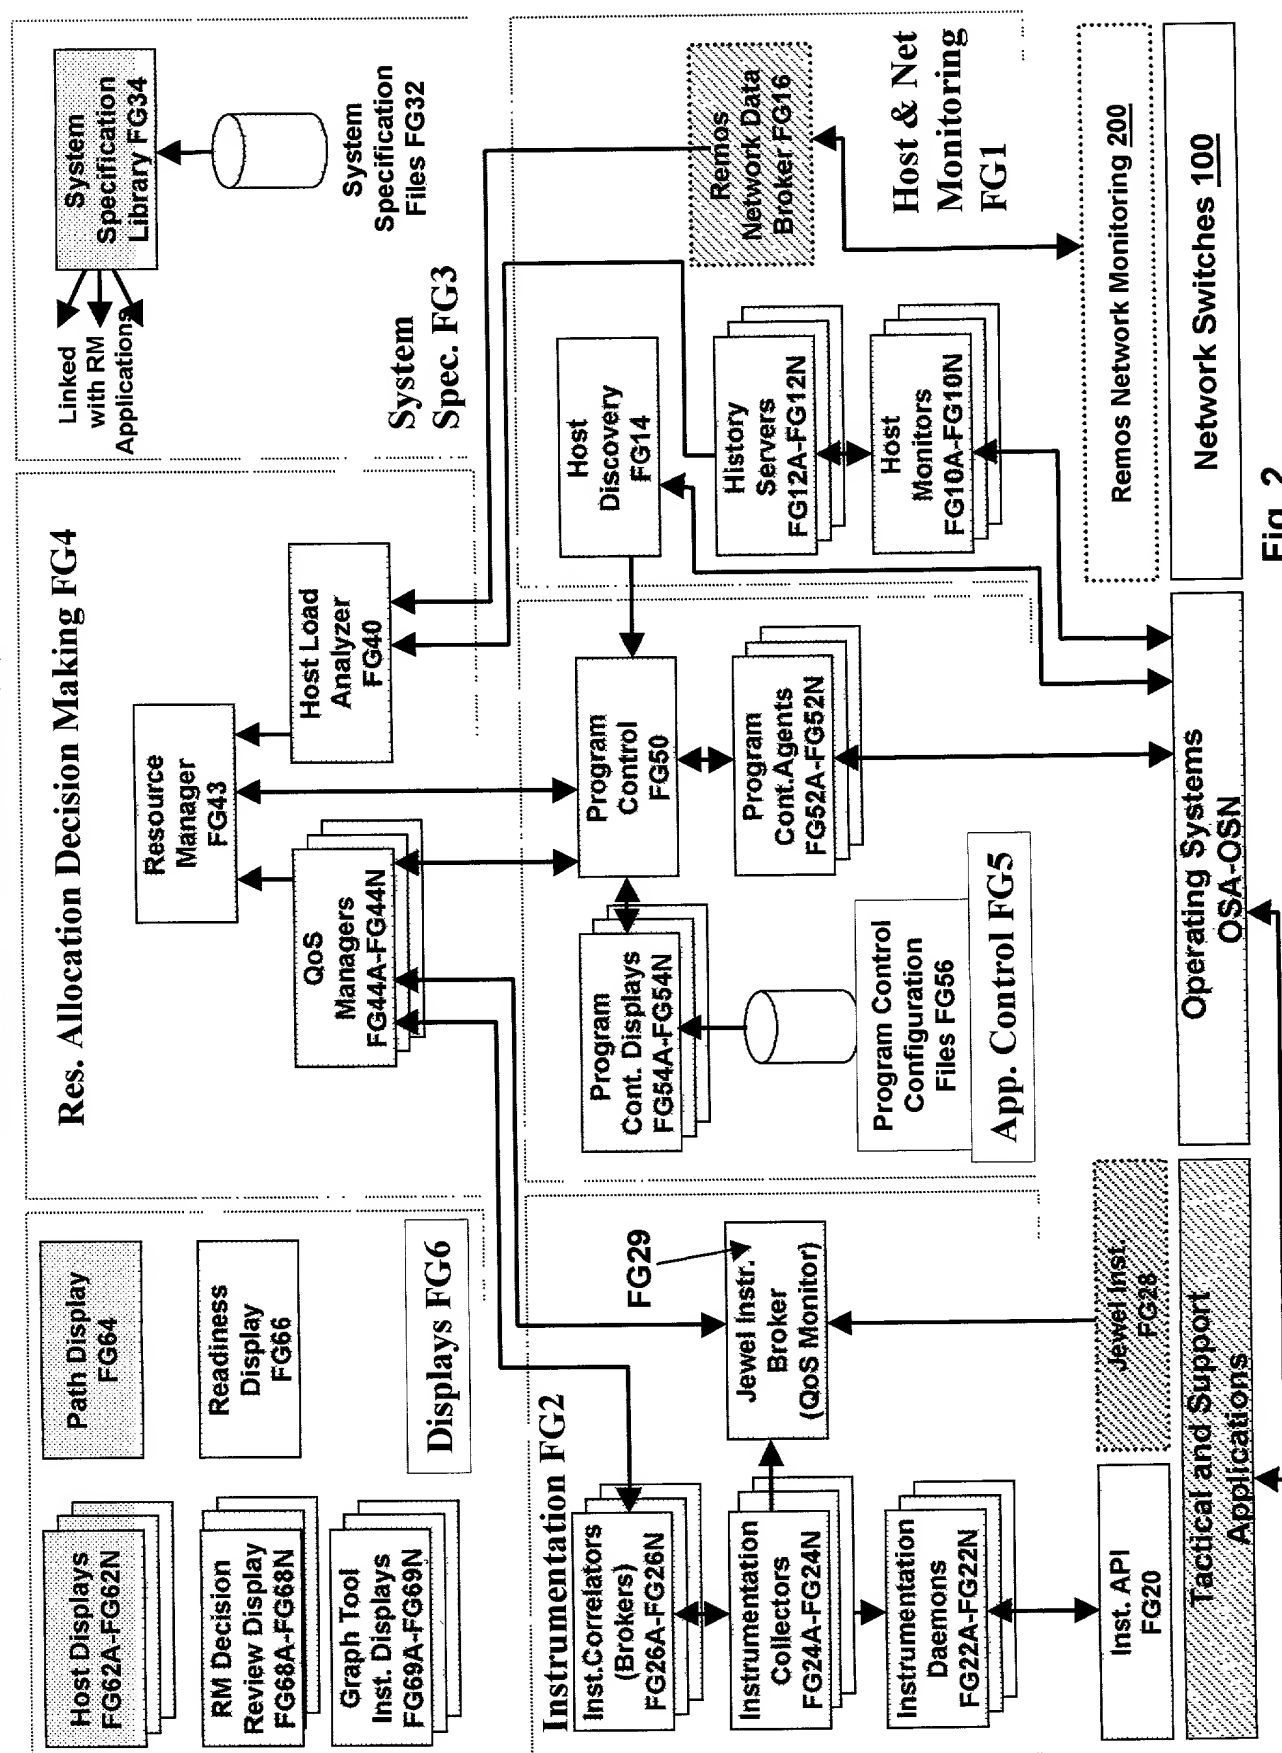 Displays FG6
Host Displays
FG62A-FG62N
Path Display
FG64
RM Decision
Review Display
FG68A-FG68N
Readiness
Display
FG66
Graph Tool
Inst. Displays
FG69A-FG69N
Res. Allocation Decision Making FG4
Resource
Manager
FG43
QoS
Managers
FG44A-FG44N
Host Load
Analyzer
FG40
System
Specification
Library FG34
Linked
with RM
Applications
System
Specification
Files FG32
System
Spec. FG3
Instrumentation FG2
Inst.Correlators
(Brokers)
FG26A-FG26N
Instrumentation
Collectors
FG24A-FG24N
Instrumentation
Daemons
FG22A-FG22N
FG29
Jewel Instr.
Broker
(QoS Monitor)
Inst. API
FG20
Jewel Inst.
FG28
Tactical and Support
Applications
Program
Control
FG50
Program
Cont. Displays
FG54A-FG54N
Program
Cont.Agents
FG52A-FG52N
Program Control
Configuration
Files FG56
App. Control FG5
Operating Systems
OSA-OSN
Host
Discovery
FG14
History
Servers
FG12A-FG12N
Host
Monitors
FG10A-FG10N
Remos
Network Data
Broker FG16
Host & Net
Monitoring
FG1
Remos Network Monitoring 200
Network Switches 100
Fig. 2